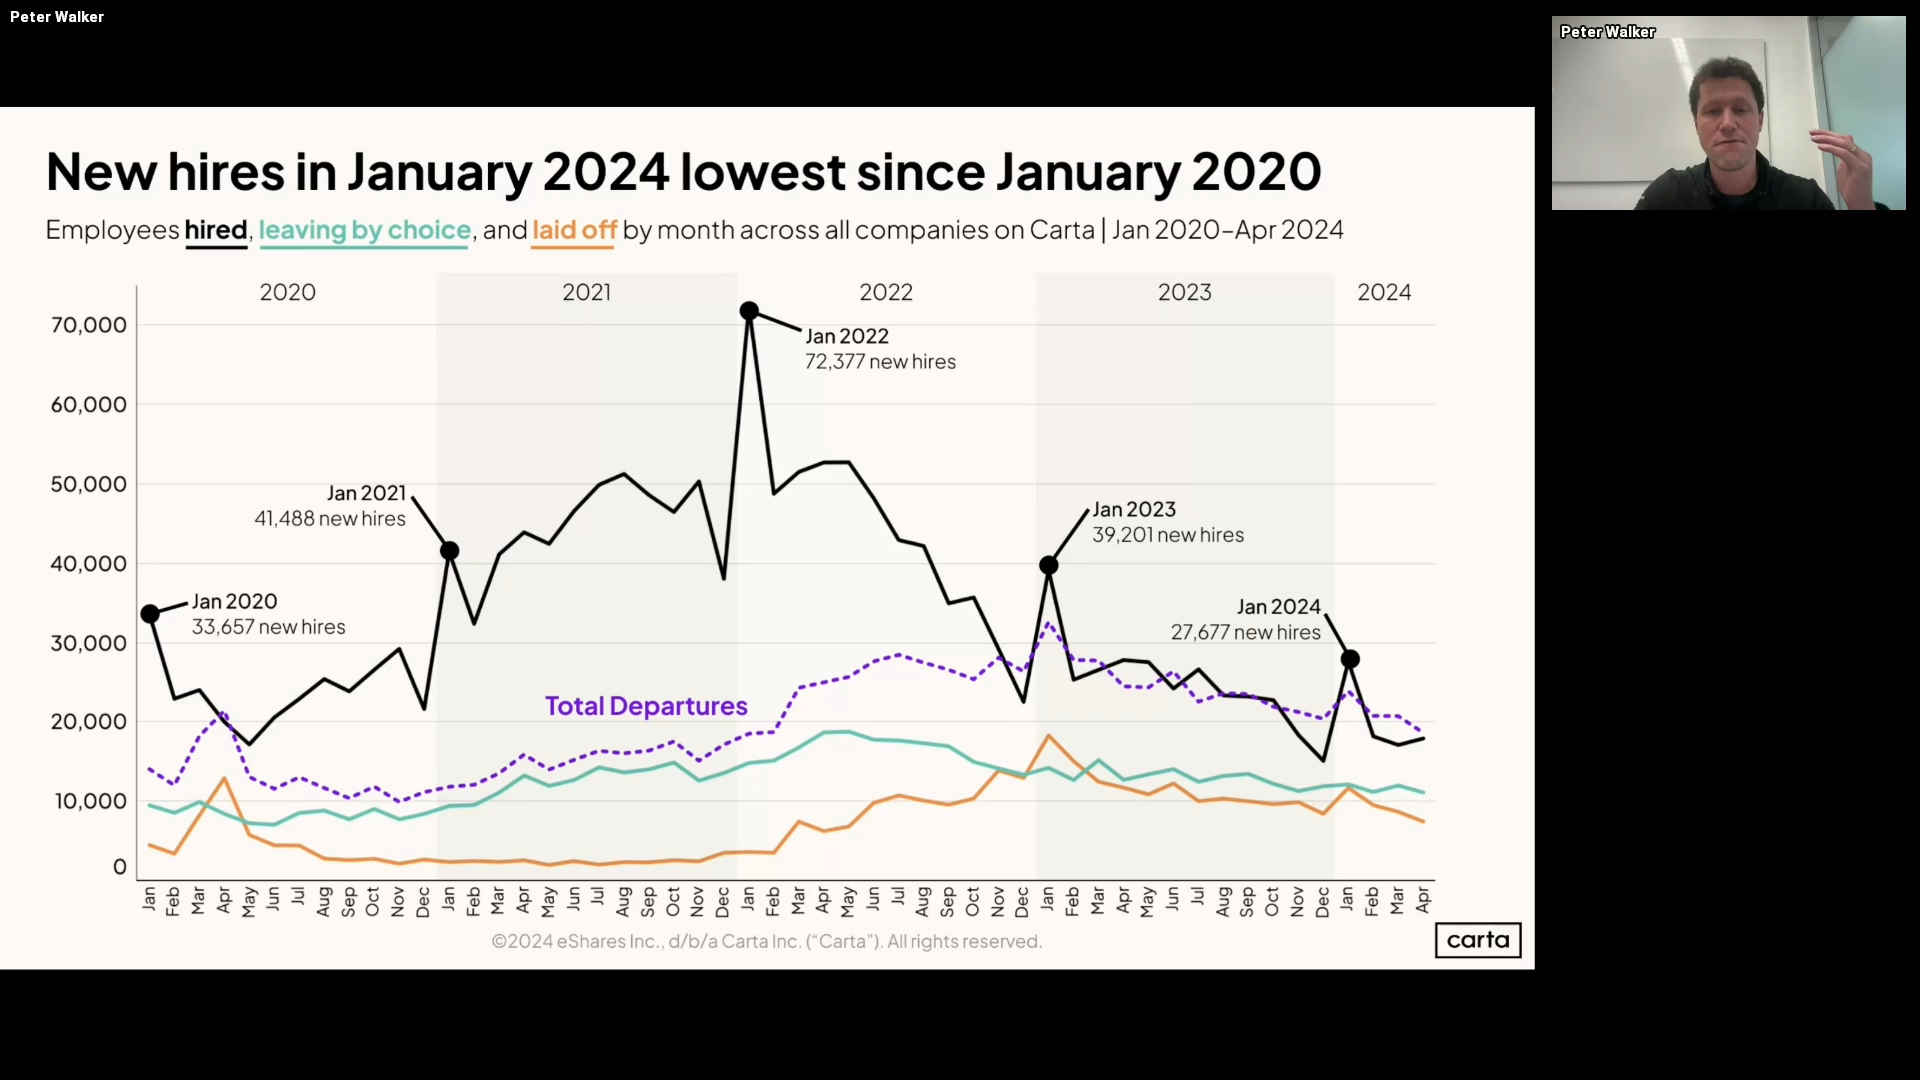 Peter Walker
Peter Walker
New hires in January 2024 lowest since January 2020
Employees hired, leaving by choice, and laid off by month across all companies on Carta | Jan 2020–Apr 2024
2020 2021 2022 2023 2024
70,000
60,000
50,000
40,000
30,000
20,000
10,000
0
Jan 2022
72,377 new hires
Jan 2021
41,488 new hires
Jan 2023
39,201 new hires
Jan 2020
33,657 new hires
Jan 2024
27,677 new hires
Total Departures
Jan Feb Mar Apr May Jun Jul Aug Sep Oct Nov Dec Jan Feb Mar Apr May Jun Jul Aug Sep Oct Nov Dec Jan Feb Mar Apr May Jun Jul Aug Sep Oct Nov Dec Jan Feb Mar Apr May Jun Jul Aug Sep Oct Nov Dec Jan Feb Mar Apr
©2024 eShares Inc., d/b/a Carta Inc. (“Carta”). All rights reserved.
carta